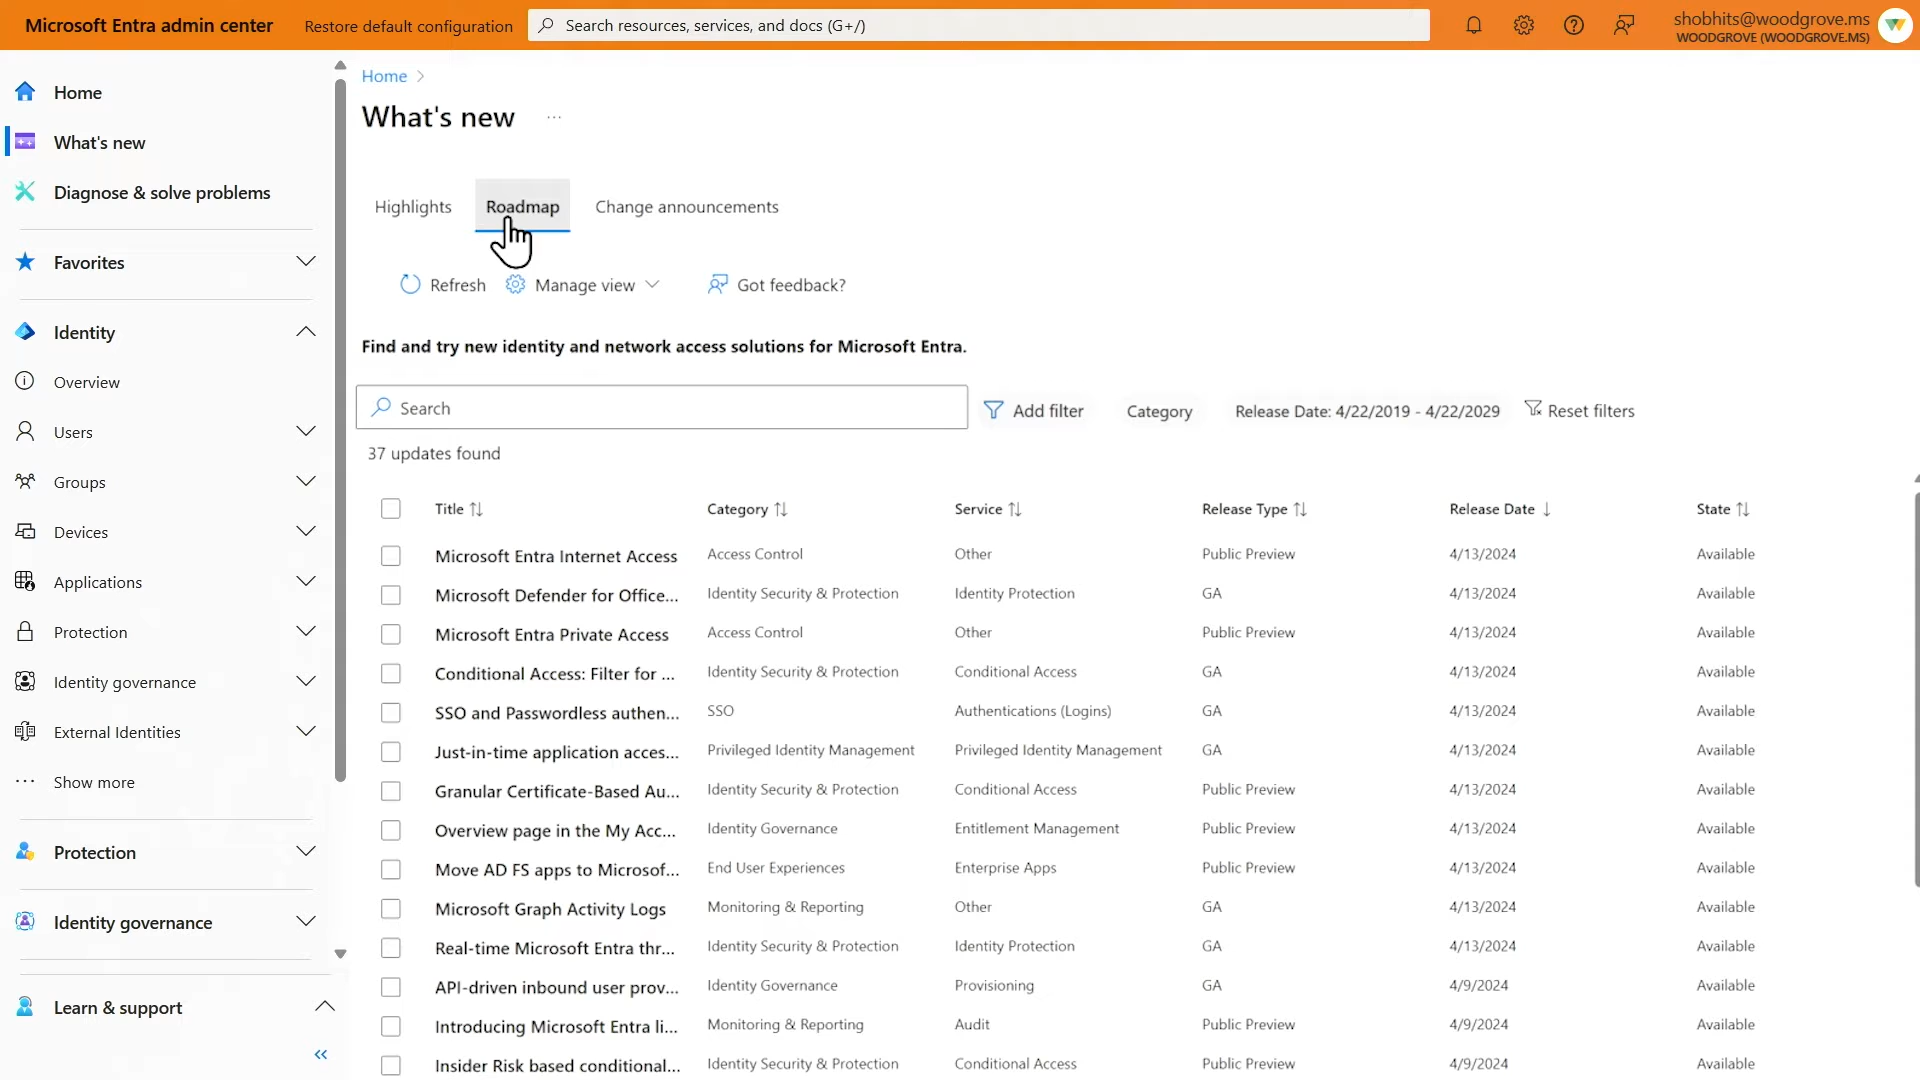 Microsoft Entra admin center
Restore default configuration
Search resources, services, and docs (G+/)
shobhits@woodgrove.ms
WOODGROVE (WOODGROVE.MS)
Home
What's new
Diagnose & solve problems
Favorites
Identity
Overview
Users
Groups
Devices
Applications
Protection
Identity governance
External Identities
Show more
Protection
Identity governance
Learn & support
Home
What's new
Highlights Roadmap Change announcements
Refresh Manage view Got feedback?
Find and try new identity and network access solutions for Microsoft Entra.
Search Add filter Category Release Date: 4/22/2019 - 4/22/2029 Reset filters
37 updates found
Title Category Service Release Type Release Date State
Microsoft Entra Internet Access Access Control Other Public Preview 4/13/2024 Available
Microsoft Defender for Office... Identity Security & Protection Identity Protection GA 4/13/2024 Available
Microsoft Entra Private Access Access Control Other Public Preview 4/13/2024 Available
Conditional Access: Filter for ... Identity Security & Protection Conditional Access GA 4/13/2024 Available
SSO and Passwordless authen... SSO Authentications (Logins) GA 4/13/2024 Available
Just-in-time application acces... Privileged Identity Management Privileged Identity Management GA 4/13/2024 Available
Granular Certificate-Based Au... Identity Security & Protection Conditional Access Public Preview 4/13/2024 Available
Overview page in the My Acc... Identity Governance Entitlement Management Public Preview 4/13/2024 Available
Move AD FS apps to Microsof... End User Experiences Enterprise Apps Public Preview 4/13/2024 Available
Microsoft Graph Activity Logs Monitoring & Reporting Other GA 4/13/2024 Available
Real-time Microsoft Entra thr... Identity Security & Protection Identity Protection GA 4/13/2024 Available
API-driven inbound user prov... Identity Governance Provisioning GA 4/9/2024 Available
Introducing Microsoft Entra li... Monitoring & Reporting Audit Public Preview 4/9/2024 Available
Insider Risk based conditional... Identity Security & Protection Conditional Access Public Preview 4/9/2024 Available